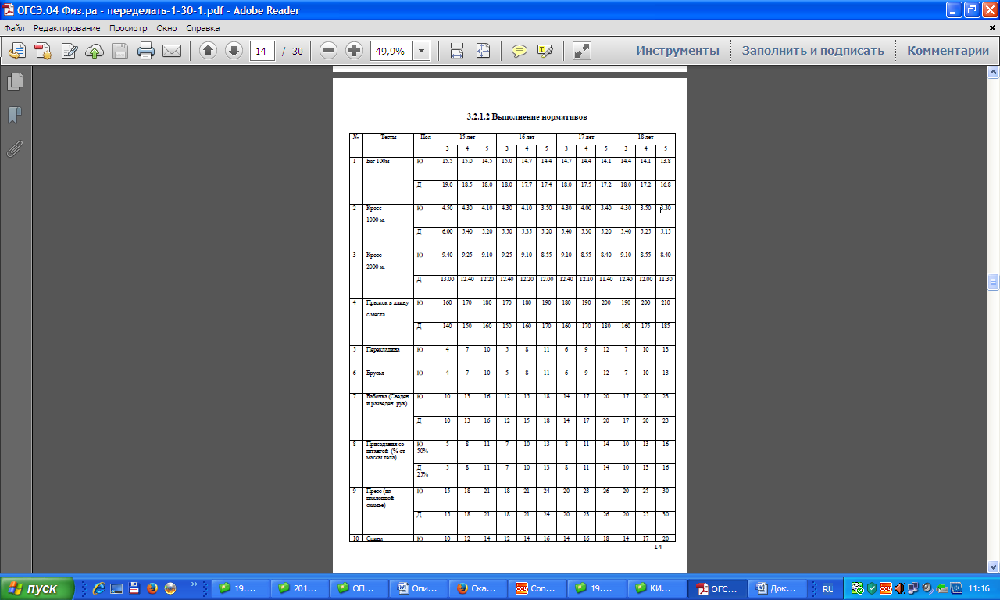 ОГСЭ.04 Физ.ра - переделать-1-30-1.pdf - Adobe Reader
Файл Редактирование Просмотр Окно Справка
14 / 30 49,9% Инструменты Заполнить и подписать Комментарии
3.2.1.2 Выполнение нормативов
№ Тесты Пол 15 лет 16 лет 17 лет 18 лет
3 4 5 3 4 5 3 4 5 3 4 5
1 Бег 100м Ю 15.5 15.0 14.5 15.0 14.7 14.4 14.7 14.4 14.1 14.4 14.1 13.8
Д 19.0 18.5 18.0 18.0 17.7 17.4 18.0 17.5 17.2 18.0 17.2 16.8
2 Кросс Ю 4.50 4.30 4.10 4.30 4.10 3.50 4.30 4.00 3.40 4.30 3.50 3.30
1000 м.
Д 6.00 5.40 5.20 5.50 5.35 5.20 5.40 5.30 5.20 5.40 5.25 5.15
3 Кросс Ю 9.40 9.25 9.10 9.25 9.10 8.55 9.10 8.55 8.40 9.10 8.55 8.40
2000 м.
Д 13.00 12.40 12.20 12.40 12.20 12.00 12.40 12.10 11.40 12.40 12.00 11.30
4 Прыжок в длину Ю 160 170 180 170 180 190 180 190 200 190 200 210
с места
Д 140 150 160 150 160 170 160 170 180 160 175 185
5 Перекладина Ю 4 7 10 5 8 11 6 9 12 7 10 13
6 Брусья Ю 4 7 10 5 8 11 6 9 12 7 10 13
7 Бабочка (Сведен. Ю 10 13 16 12 15 18 14 17 20 17 20 23
и разведен. рук)
Д 10 13 16 12 15 18 14 17 20 17 20 23
8 Приседания со Ю 5 8 11 7 10 13 8 11 14 10 13 16
штангой (% от 50%
массы тела)
Д 5 8 11 7 10 13 8 11 14 10 13 16
25%
9 Пресс (на Ю 15 18 21 18 21 24 20 23 26 20 25 30
наклонной
скамье)
Д 15 18 21 18 21 24 20 23 26 20 25 30
10 Спина Ю 10 12 14 12 14 16 14 16 18 14 17 20
14
пуск 19.... 201... ОП... Опи... Ска... Con... 19.... КИ... ОГС... Док... RU 11:16